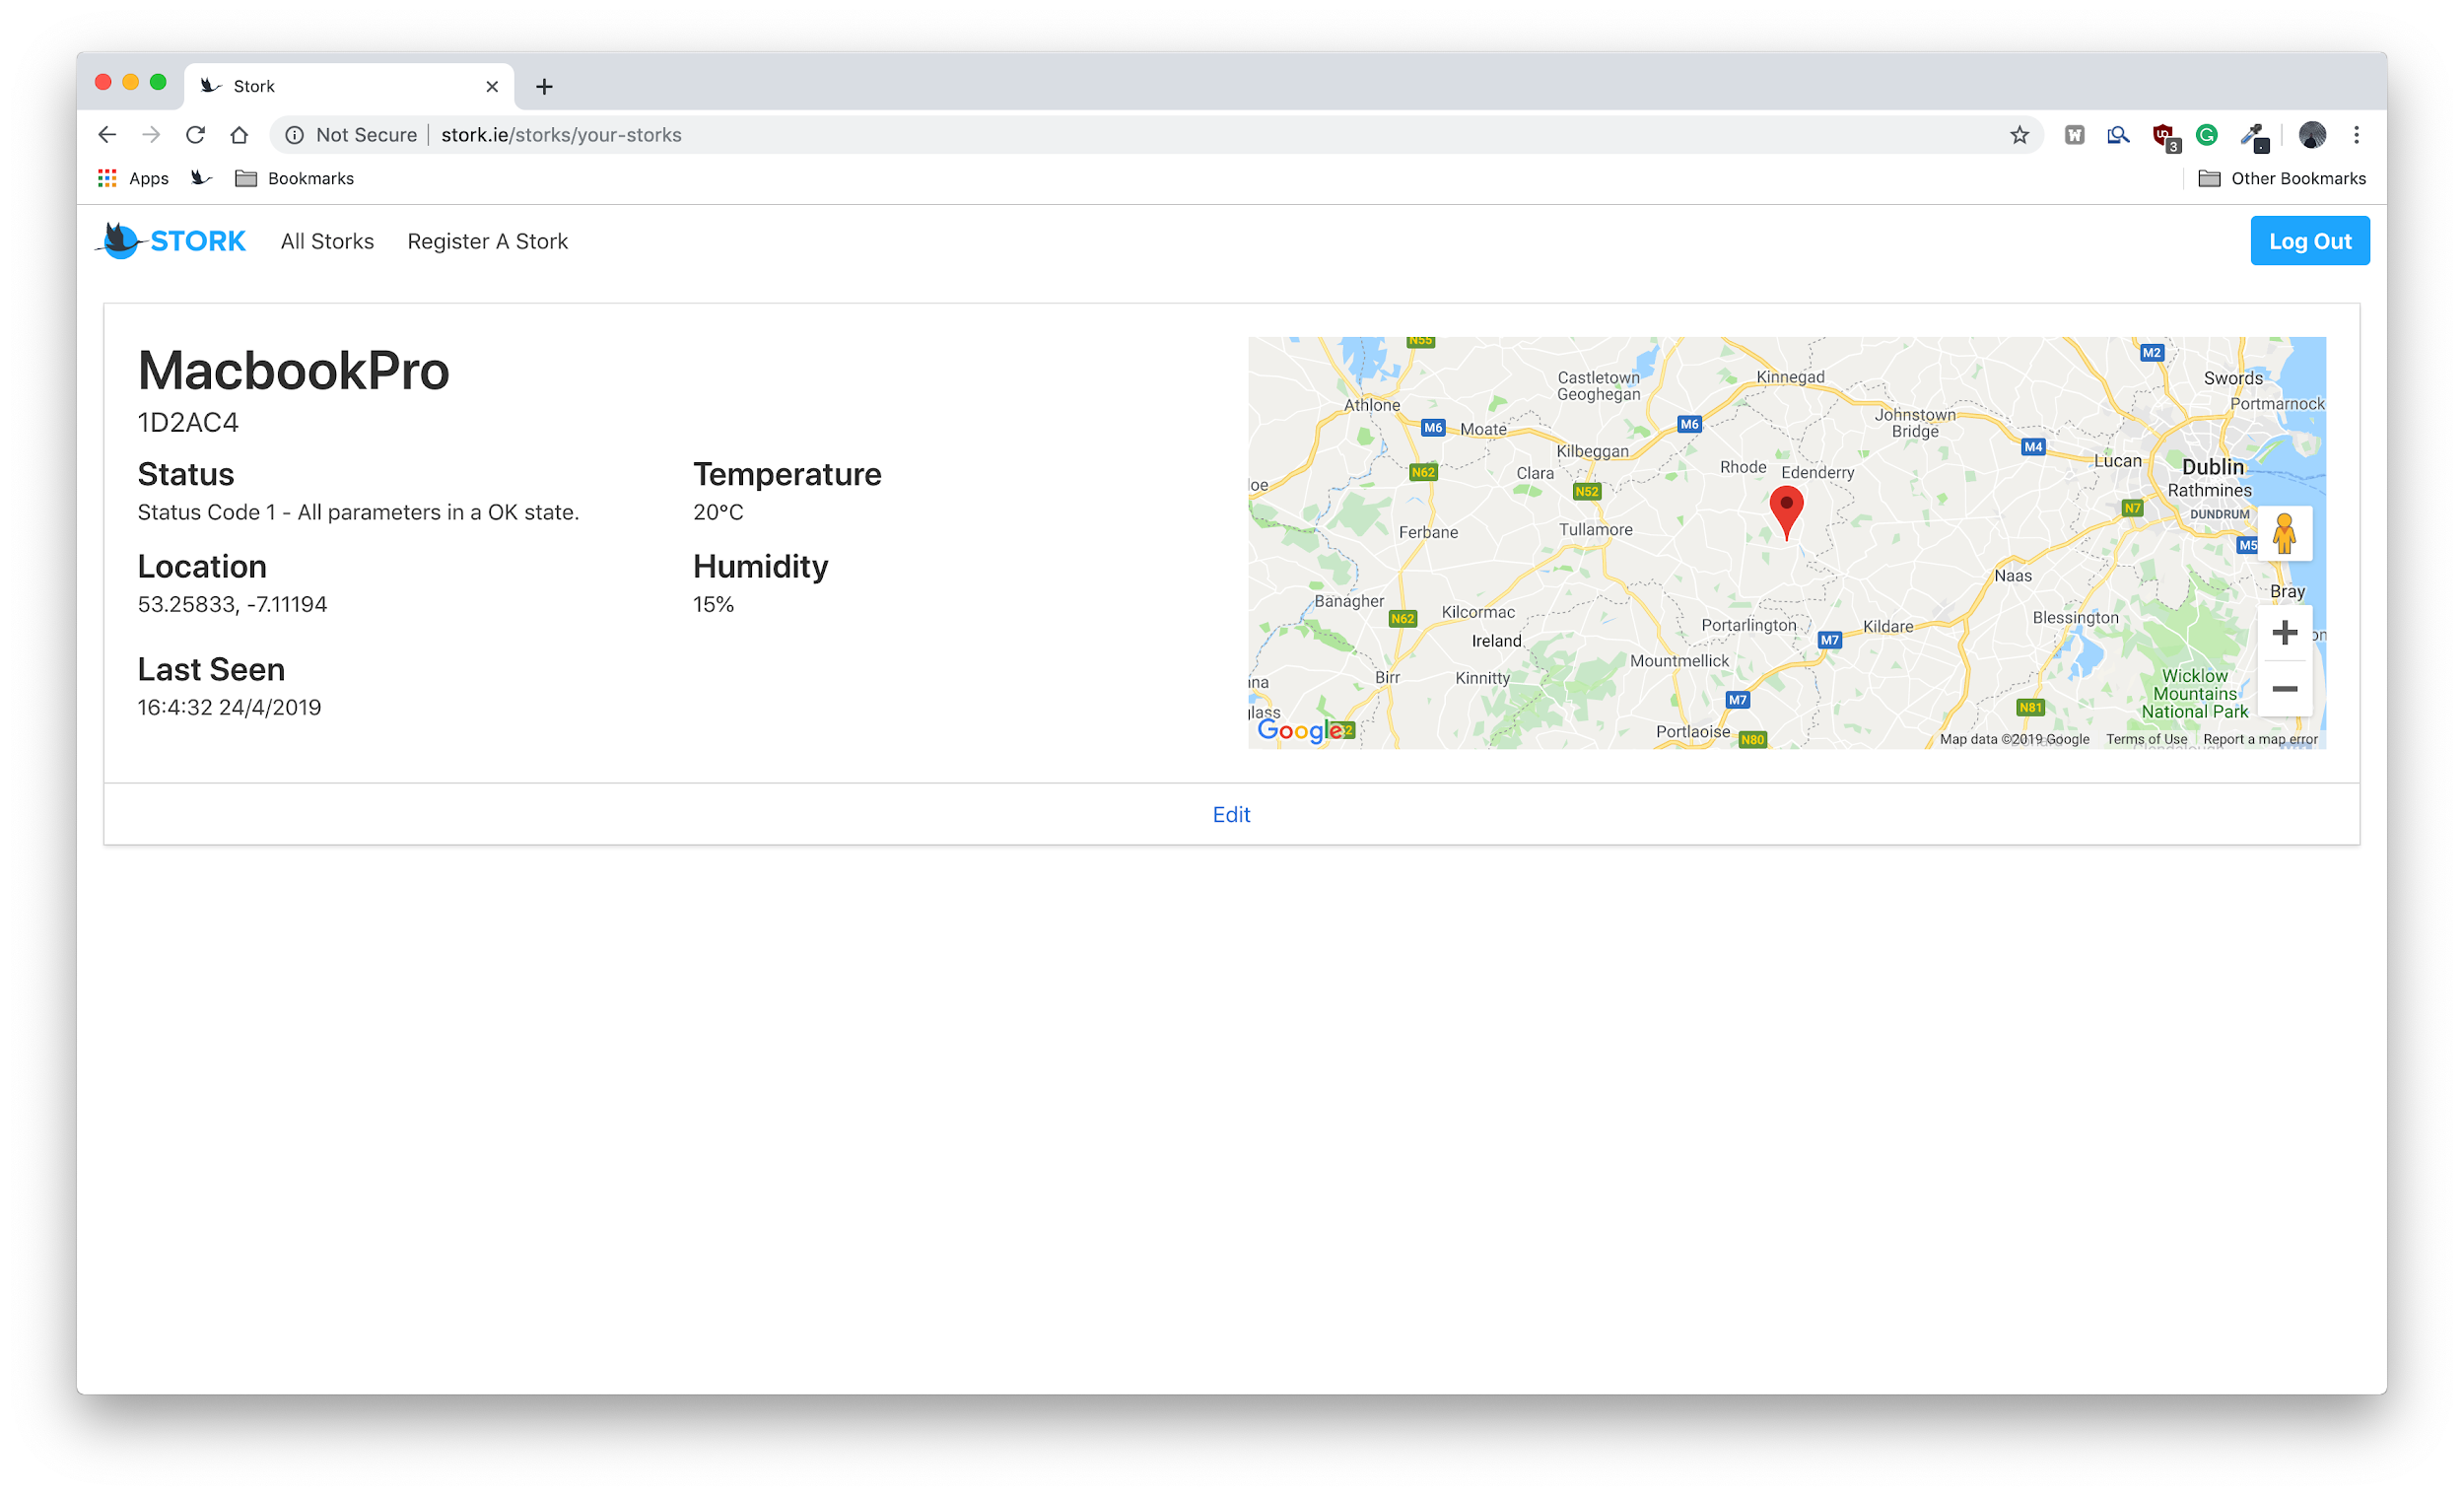 Stork
Not Secure | stork.ie/storks/your-storks
3
Apps
Bookmarks
Other Bookmarks
STORK
All Storks
Register A Stork
Log Out
MacbookPro
1D2AC4
Status
Status Code 1 - All parameters in a OK state.
Temperature
20°C
Location
53.25833, -7.11194
Humidity
15%
Last Seen
16:4:32 24/4/2019
N55
M2
Castletown
Geoghegan
Kinnegad
Swords
Athlone
Portmarnock
M6
Moate
M6
Johnstown
Bridge
Kilbeggan
M4
Lucan
Dublin
Rhode
Edenderry
Clara
N62
N52
Rathmines
N7
DUNDRUM
Ferbane
Tullamore
M5
Naas
Bray
Banagher
Kilcormac
N62
Blessington
Portarlington
Kildare
M7
Ireland
Mountmellick
Birr
Kinnitty
Wicklow
Mountains
National Park
M7
N81
Google
Portlaoise
N80
Map data ©2019 Google
Terms of Use
Report a map error
Edit